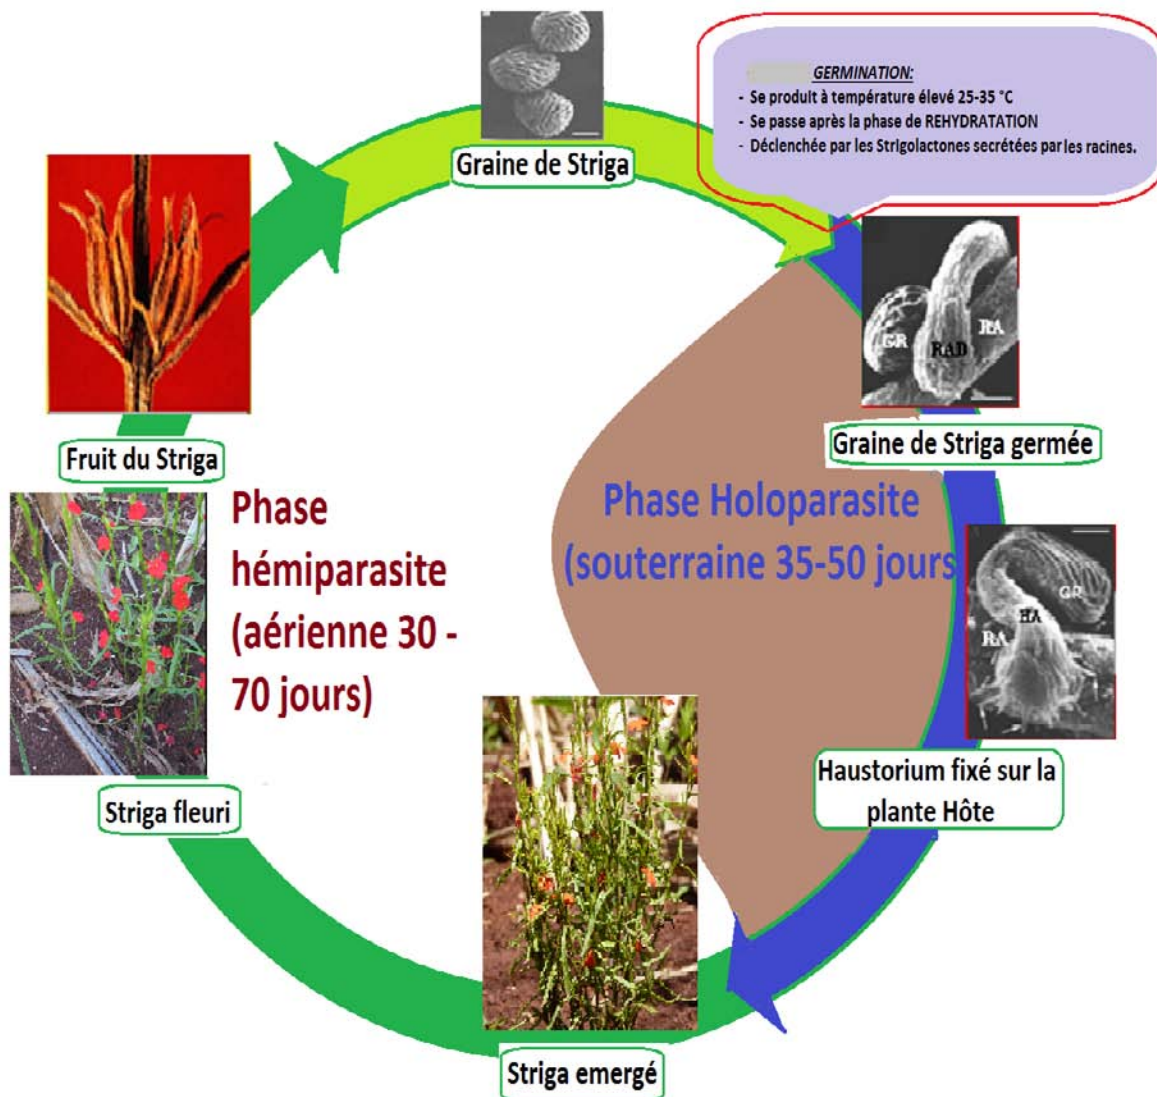 GERMINATION:
- Se produit à température élevé 25-35 °C
- Se passe après la phase de REHYDRATATION
- Déclenchée par les Strigolactones secrétées par les racines.
Graine de Striga
GR
RAD
RA
Graine de Striga germée
Fruit du Striga
Phase
hémiparasite
(aérienne 30 -
70 jours)
Phase Holoparasite
(souterraine 35-50 jours
GR
HA
RA
Haustorium fixé sur la
plante Hôte
Striga fleuri
Striga emergé